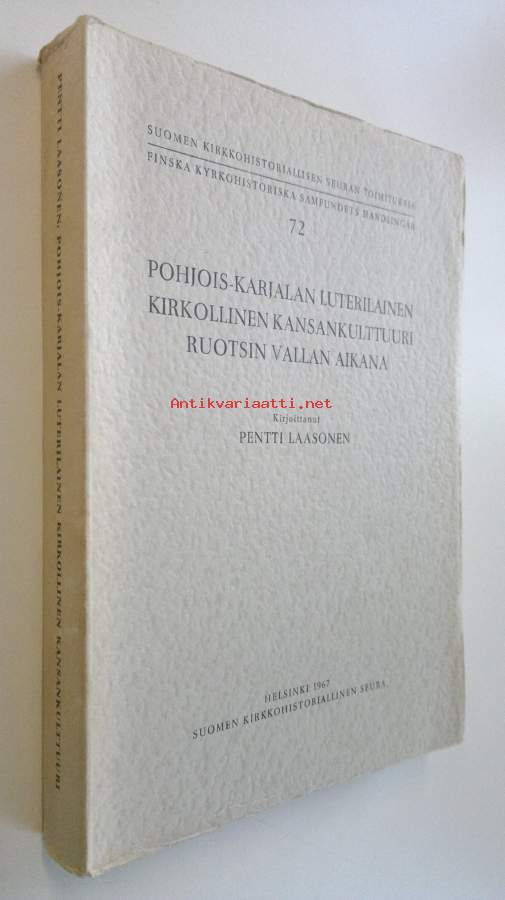 PENTTI LAASONEN, POHJOIS-KARJALAN LUTERILAINEN KIRKOLLINEN KANSANKULTTUURI
SUOMEN KIRKKOHISTORIALLISEN SEURAN TOIMITUKSIA
FINSKA KYRKOHISTORISKA SAMFUNDETS HANDLINGAR
72
POHJOIS-KARJALAN LUTERILAINEN
KIRKOLLINEN KANSANKULTTUURI
RUOTSIN VALLAN AIKANA
Antikvariaatti.net
Kirjoittanut
PENTTI LAASONEN
HELSINKI 1967
SUOMEN KIRKKOHISTORIALLINEN SEURA